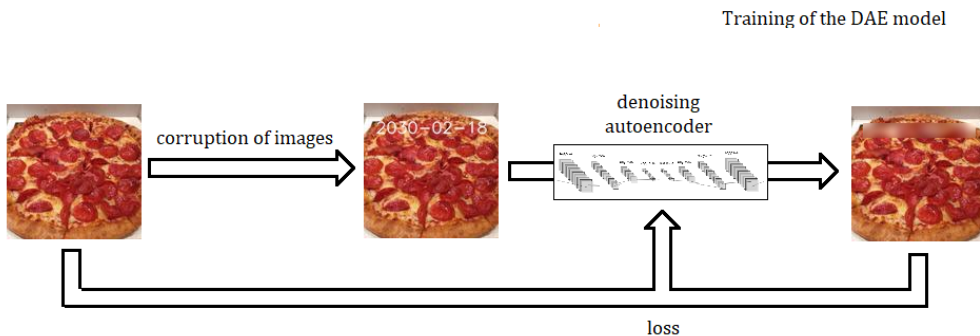 Training of the DAE model
denoising
autoencoder
corruption of images
2030-02-18
loss